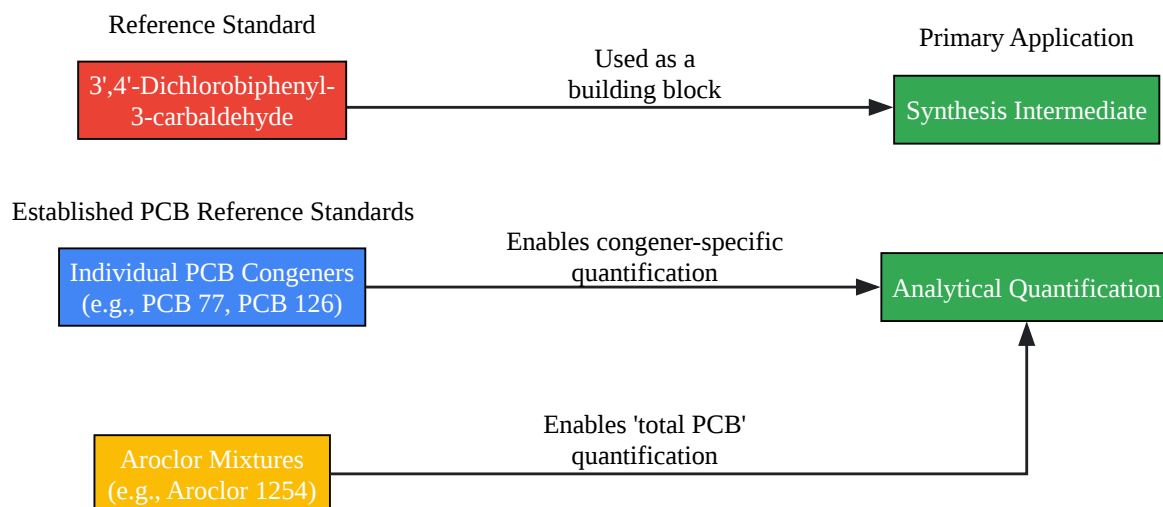 Reference Standard
3',4'-Dichlorobiphenyl-
3-carbaldehyde
Used as a
building block
Primary Application
Synthesis Intermediate
Established PCB Reference Standards
Individual PCB Congeners
(e.g., PCB 77, PCB 126)
Enables congener-specific
quantification
Analytical Quantification
Aroclor Mixtures
(e.g., Aroclor 1254)
Enables 'total PCB'
quantification